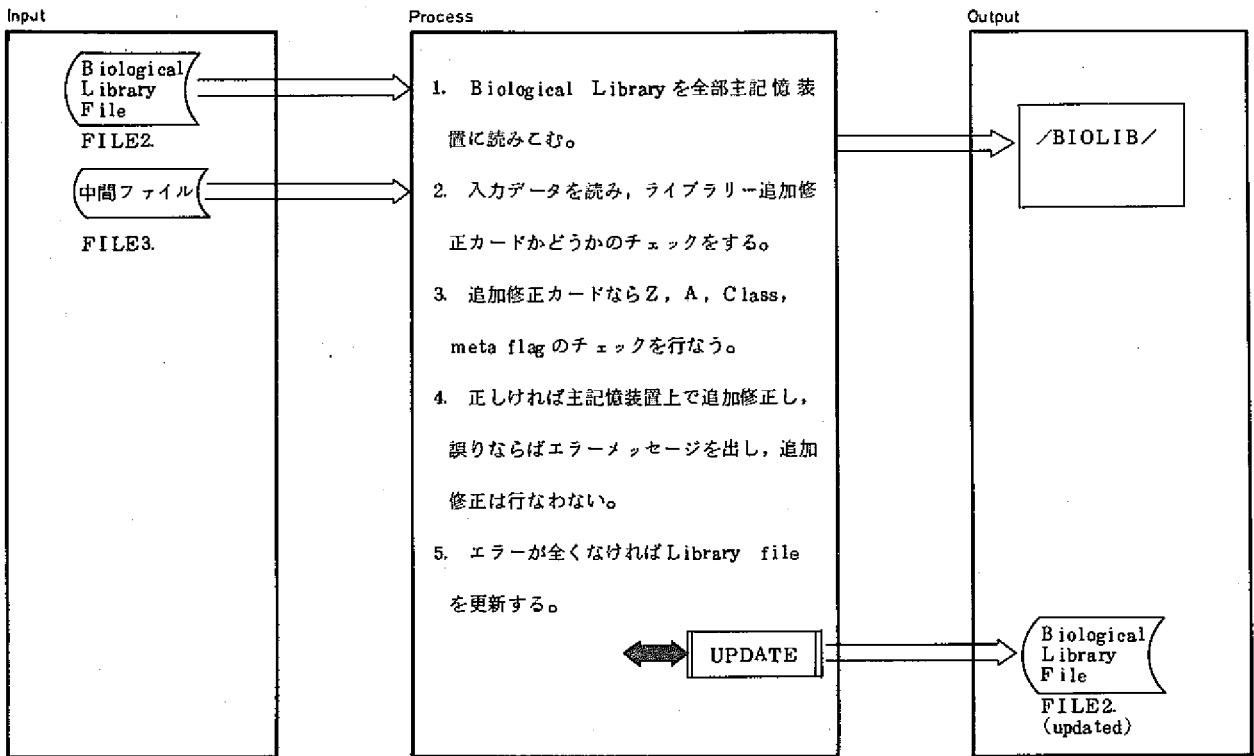 Input
Biological
Library
File
FILE2.
中間ファイル
FILE3.
Process
1. Biological Libraryを全部主記憶装
置に読みこむ。
2. 入力データを読み，ライブラリー追加修
正カードかどうかのチェックをする。
3. 追加修正カードならZ，A，Class，
meta flagのチェックを行なう。
4. 正しければ主記憶装置上で追加修正し，
誤りならばエラーメッセージを出し，追加
修正は行なわない。
5. エラーが全くなければLibrary file
を更新する。
UPDATE
Output
/BIOLIB/
Biological
Library
File
FILE2.
(updated)